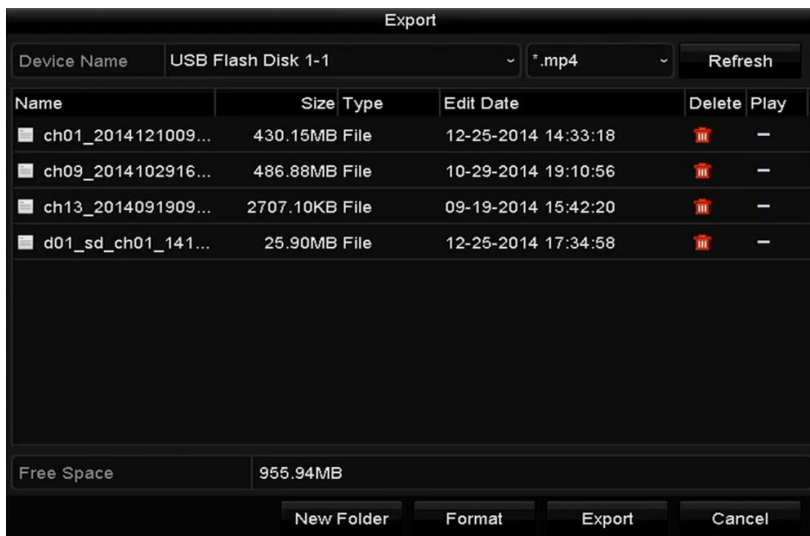 Export
Device Name USB Flash Disk 1-1 *.mp4 Refresh
Name Size Type Edit Date Delete Play
ch01_2014121009... 430.15MB File 12-25-2014 14:33:18
ch09_2014102916... 486.88MB File 10-29-2014 19:10:56
ch13_2014091909... 2707.10KB File 09-19-2014 15:42:20
d01_sd_ch01_141... 25.90MB File 12-25-2014 17:34:58
Free Space 955.94MB
New Folder Format Export Cancel